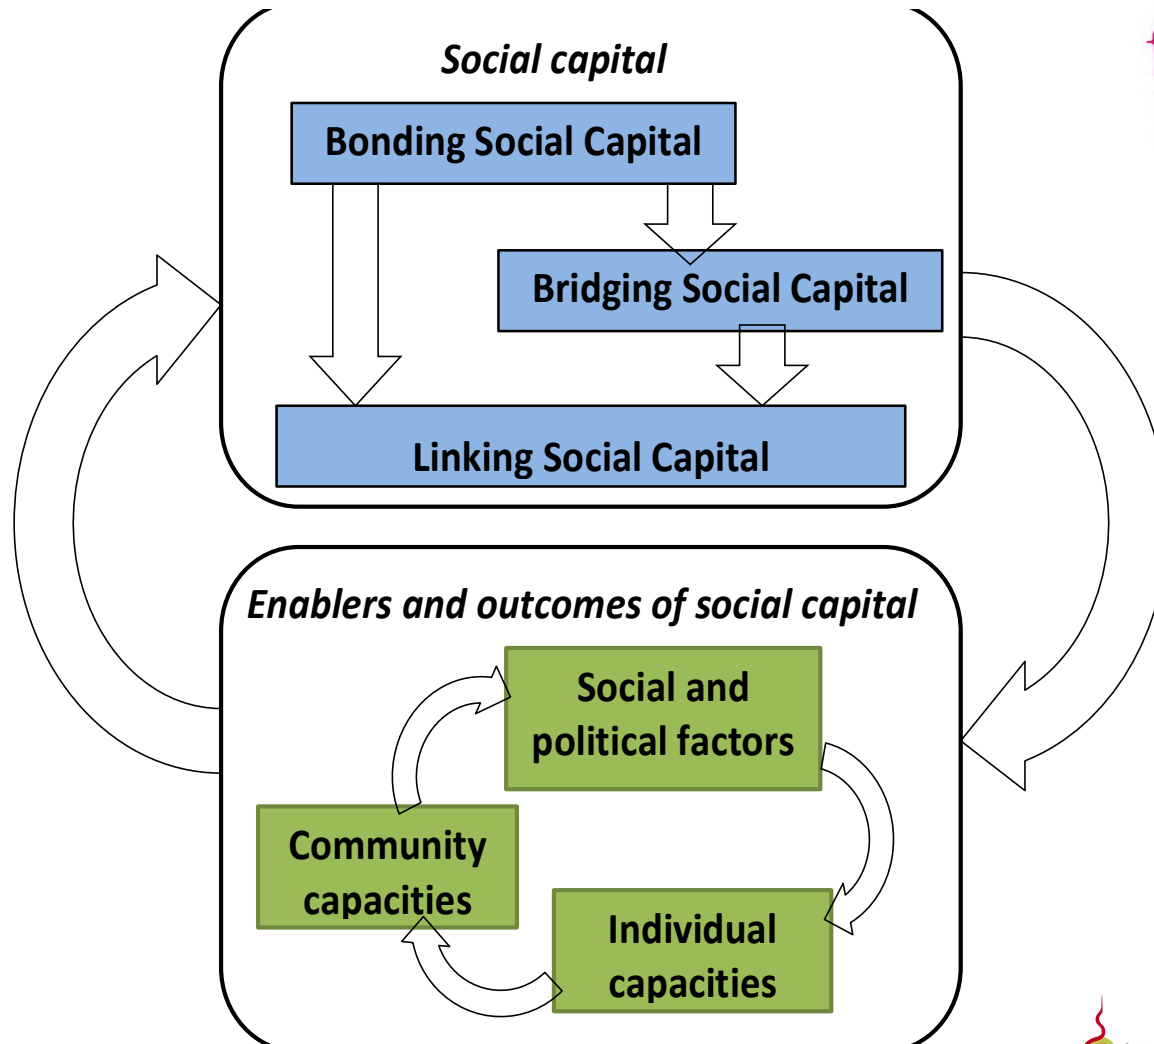 Social capital
Bonding Social Capital
Bridging Social Capital
Linking Social Capital
Enablers and outcomes of social capital
Social and
political factors
Community
capacities
Individual
capacities